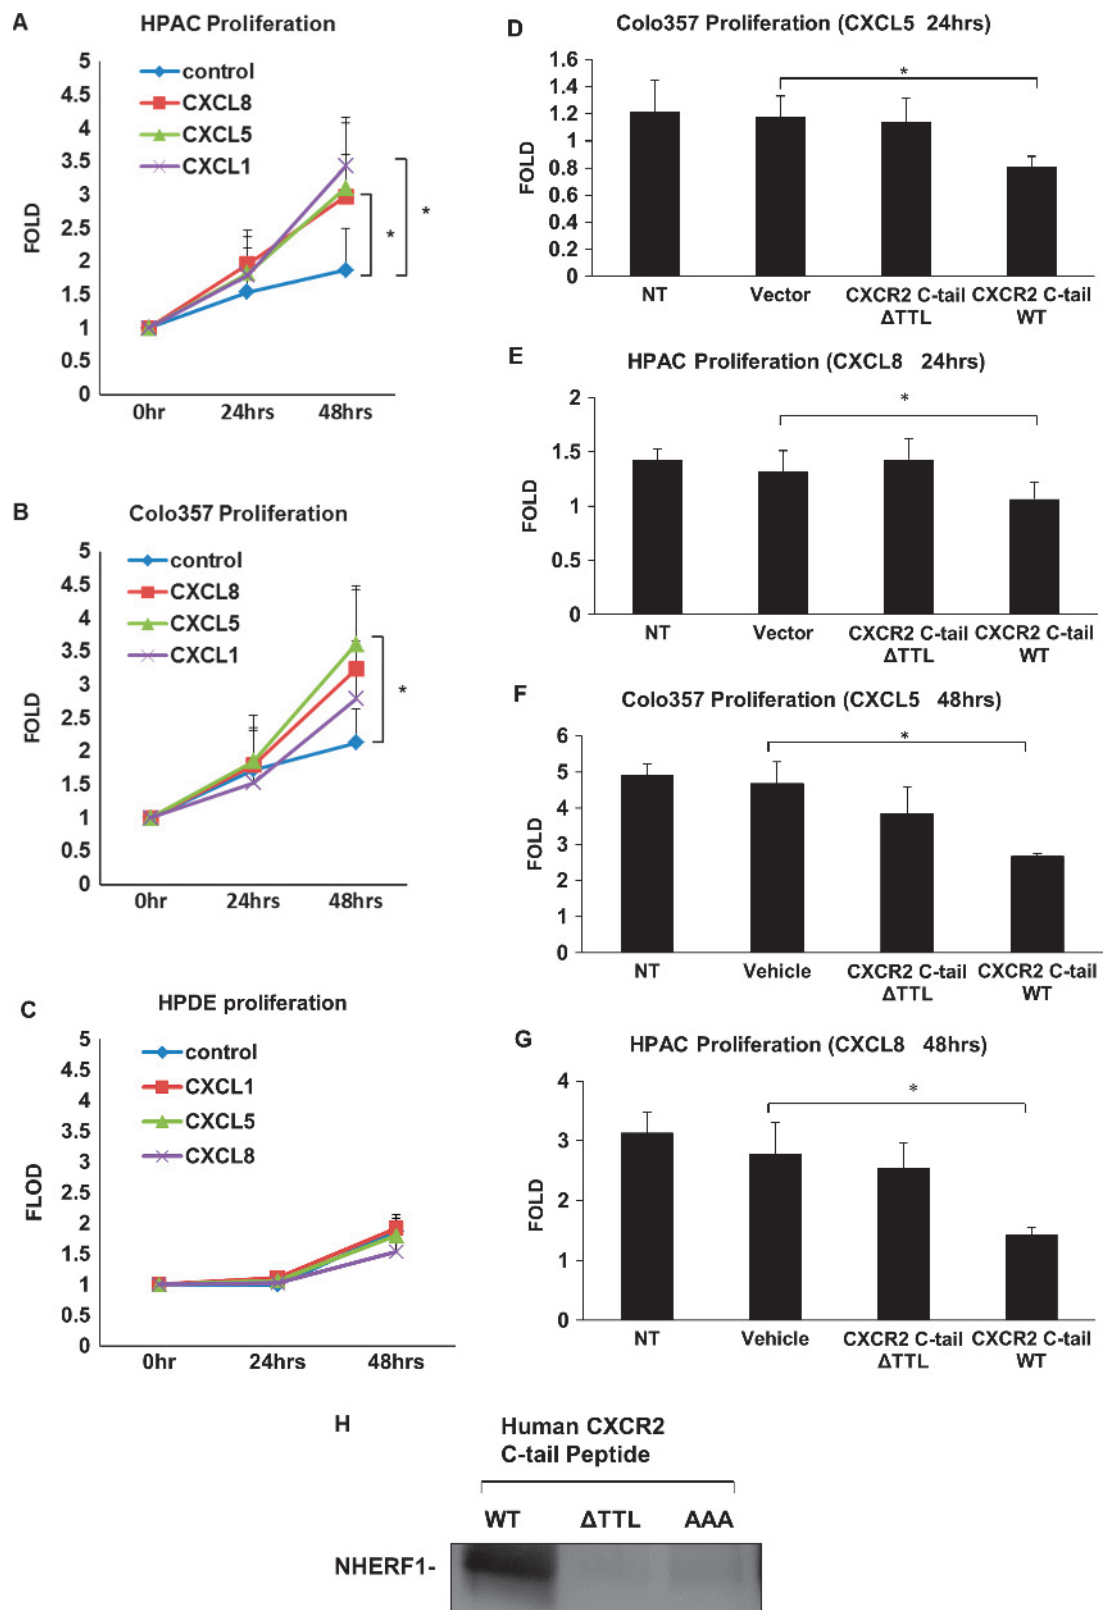 A
HPAC Proliferation
5
4.5
4
3.5
3
2.5
2
1.5
1
0.5
0
FOLD
control
CXCL8
CXCL5
CXCL1
*
*
0hr 24hrs 48hrs
B
Colo357 Proliferation
5
4.5
4
3.5
3
2.5
2
1.5
1
0.5
0
FOLD
control
CXCL8
CXCL5
CXCL1
*
0hr 24hrs 48hrs
C
HPDE proliferation
5
4.5
4
3.5
3
2.5
2
1.5
1
0.5
0
FLOD
control
CXCL1
CXCL5
CXCL8
0hr 24hrs 48hrs
D
Colo357 Proliferation (CXCL5 24hrs)
1.6
1.4
1.2
1
0.8
0.6
0.4
0.2
0
FOLD
*
NT Vector CXCR2 C-tail CXCR2 C-tail
ΔTTL WT
E
HPAC Proliferation (CXCL8 24hrs)
2
1.5
1
0.5
0
FOLD
*
NT Vector CXCR2 C-tail CXCR2 C-tail
ΔTTL WT
F
Colo357 Proliferation (CXCL5 48hrs)
6
5
4
3
2
1
0
FOLD
*
NT Vehicle CXCR2 C-tail CXCR2 C-tail
ΔTTL WT
G
HPAC Proliferation (CXCL8 48hrs)
4
3
2
1
0
FOLD
*
NT Vehicle CXCR2 C-tail CXCR2 C-tail
ΔTTL WT
H
Human CXCR2
C-tail Peptide
WT ΔTTL AAA
NHERF1-